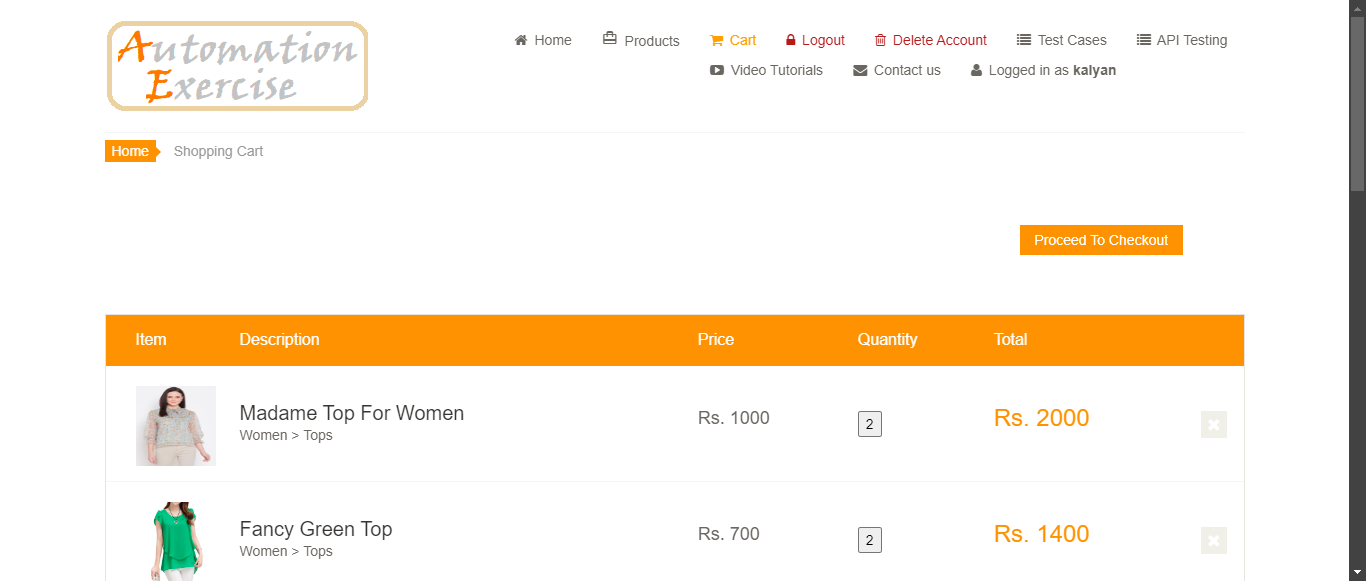 Automation
Exercise
Home Products Cart Logout Delete Account Test Cases API Testing
Video Tutorials Contact us Logged in as kalyan
Home Shopping Cart
Proceed To Checkout
Item Description Price Quantity Total
Madame Top For Women
Women > Tops
Rs. 1000 2 Rs. 2000
Fancy Green Top
Women > Tops
Rs. 700 2 Rs. 1400